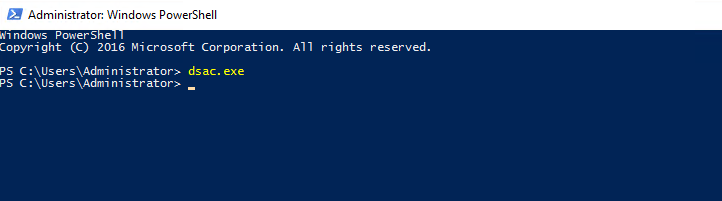 Administrator: Windows PowerShell
Windows PowerShell
Copyright (C) 2016 Microsoft Corporation. All rights reserved.
PS C:\Users\Administrator> dsac.exe
PS C:\Users\Administrator>